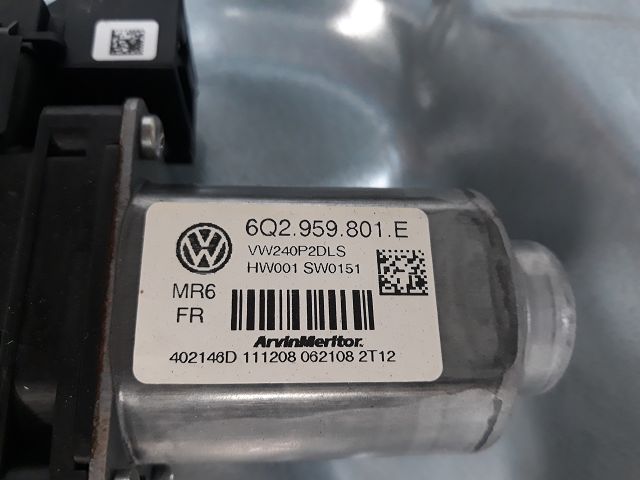 6Q2.959.801.E
VW240P2DLS
HW001 SW0151
MR6
FR
ArvinMeritor.
402146D 111208 062108 2T12